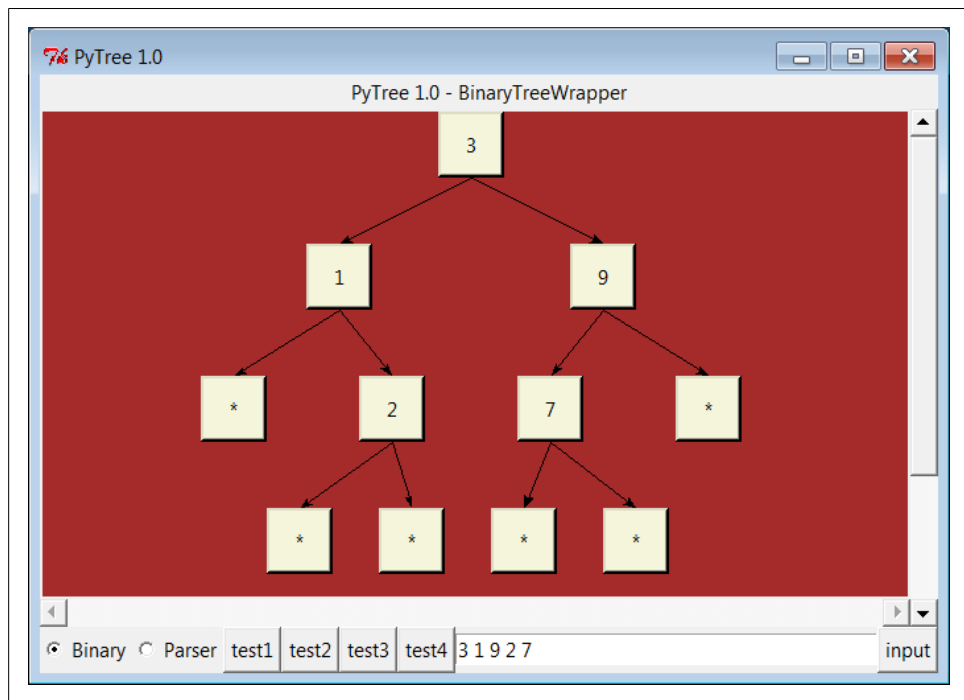 PyTree 1.0
PyTree 1.0 - BinaryTreeWrapper
3
1 9
* 2 7 *
* * * *
Binary Parser test1 test2 test3 test4 3 1 9 2 7 input